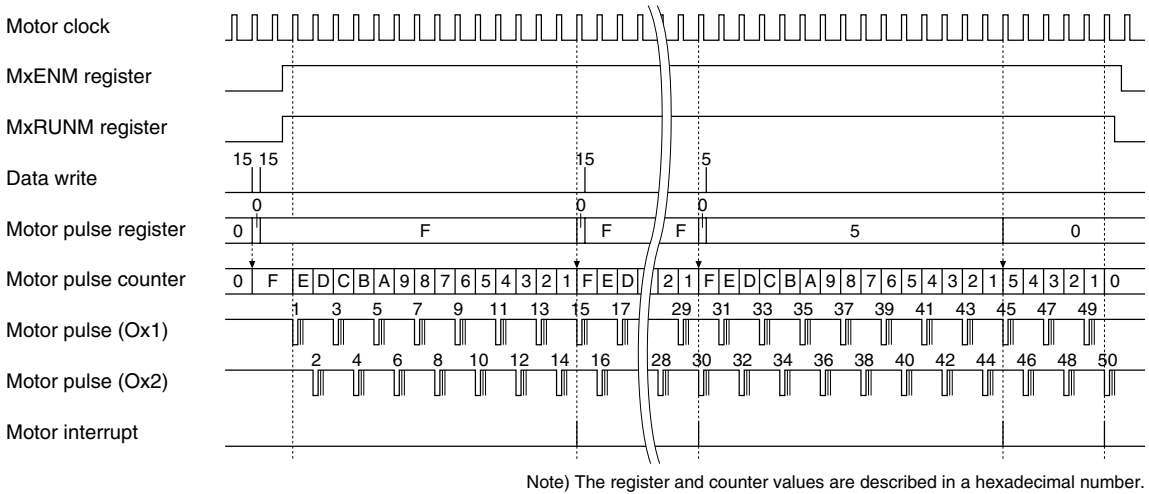 Motor clock
MxENM register
MxRUNM register
15 15 15 5
Data write
0 0 0
Motor pulse register 0 F F F 5 0
Motor pulse counter 0 F E D C B A 9 8 7 6 5 4 3 2 1 F E D 2 1 F E D C B A 9 8 7 6 5 4 3 2 1 5 4 3 2 1 0
1 3 5 7 9 11 13 15 17 29 31 33 35 37 39 41 43 45 47 49
Motor pulse (Ox1)
2 4 6 8 10 12 14 16 28 30 32 34 36 38 40 42 44 46 48 50
Motor pulse (Ox2)
Motor interrupt
Note) The register and counter values are described in a hexadecimal number.